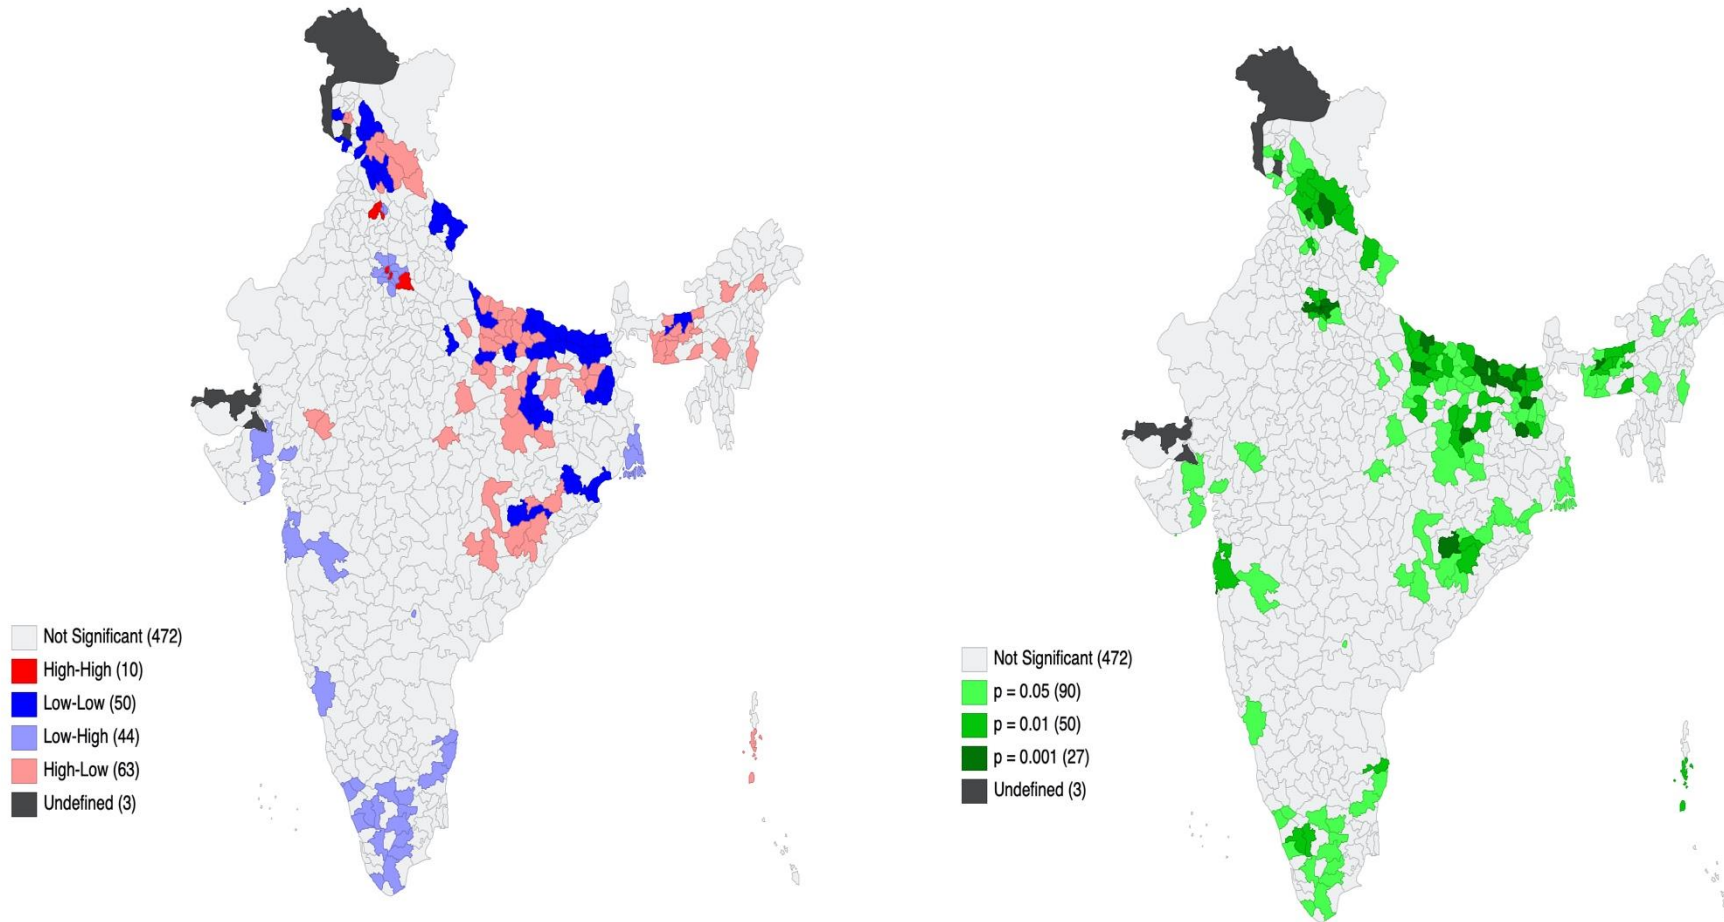 Not Significant (472)
High-High (10)
Low-Low (50)
Low-High (44)
High-Low (63)
Undefined (3)
Not Significant (472)
p = 0.05 (90)
p = 0.01 (50)
p = 0.001 (27)
Undefined (3)